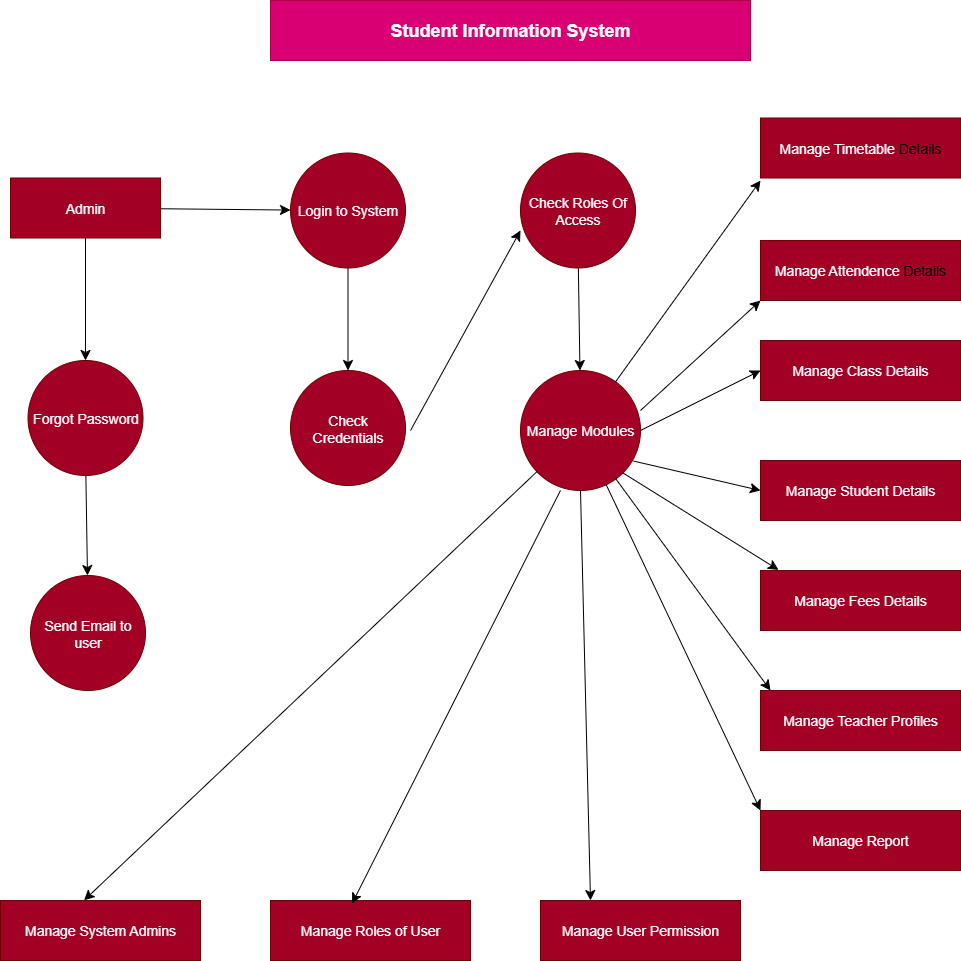 Student Information System
Manage Timetable Details
Admin
Login to System
Check Roles Of
Access
Manage Attendence Details
Manage Class Details
Forgot Password
Check
Credentials
Manage Modules
Manage Student Details
Manage Fees Details
Send Email to
user
Manage Teacher Profiles
Manage Report
Manage System Admins
Manage Roles of User
Manage User Permission